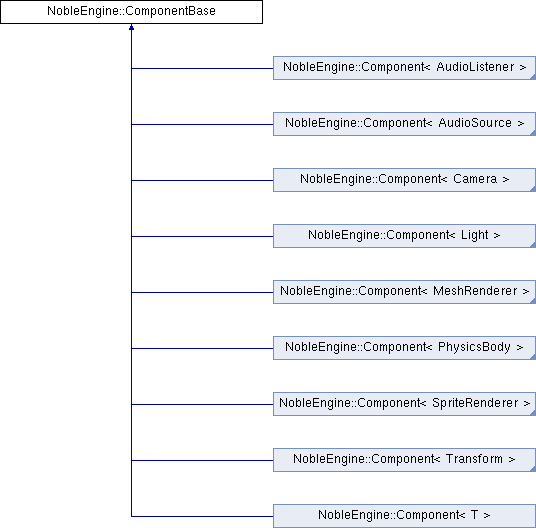 NobleEngine::ComponentBase
NobleEngine::Component< AudioListener >
NobleEngine::Component< AudioSource >
NobleEngine::Component< Camera >
NobleEngine::Component< Light >
NobleEngine::Component< MeshRenderer >
NobleEngine::Component< PhysicsBody >
NobleEngine::Component< SpriteRenderer >
NobleEngine::Component< Transform >
NobleEngine::Component< T >